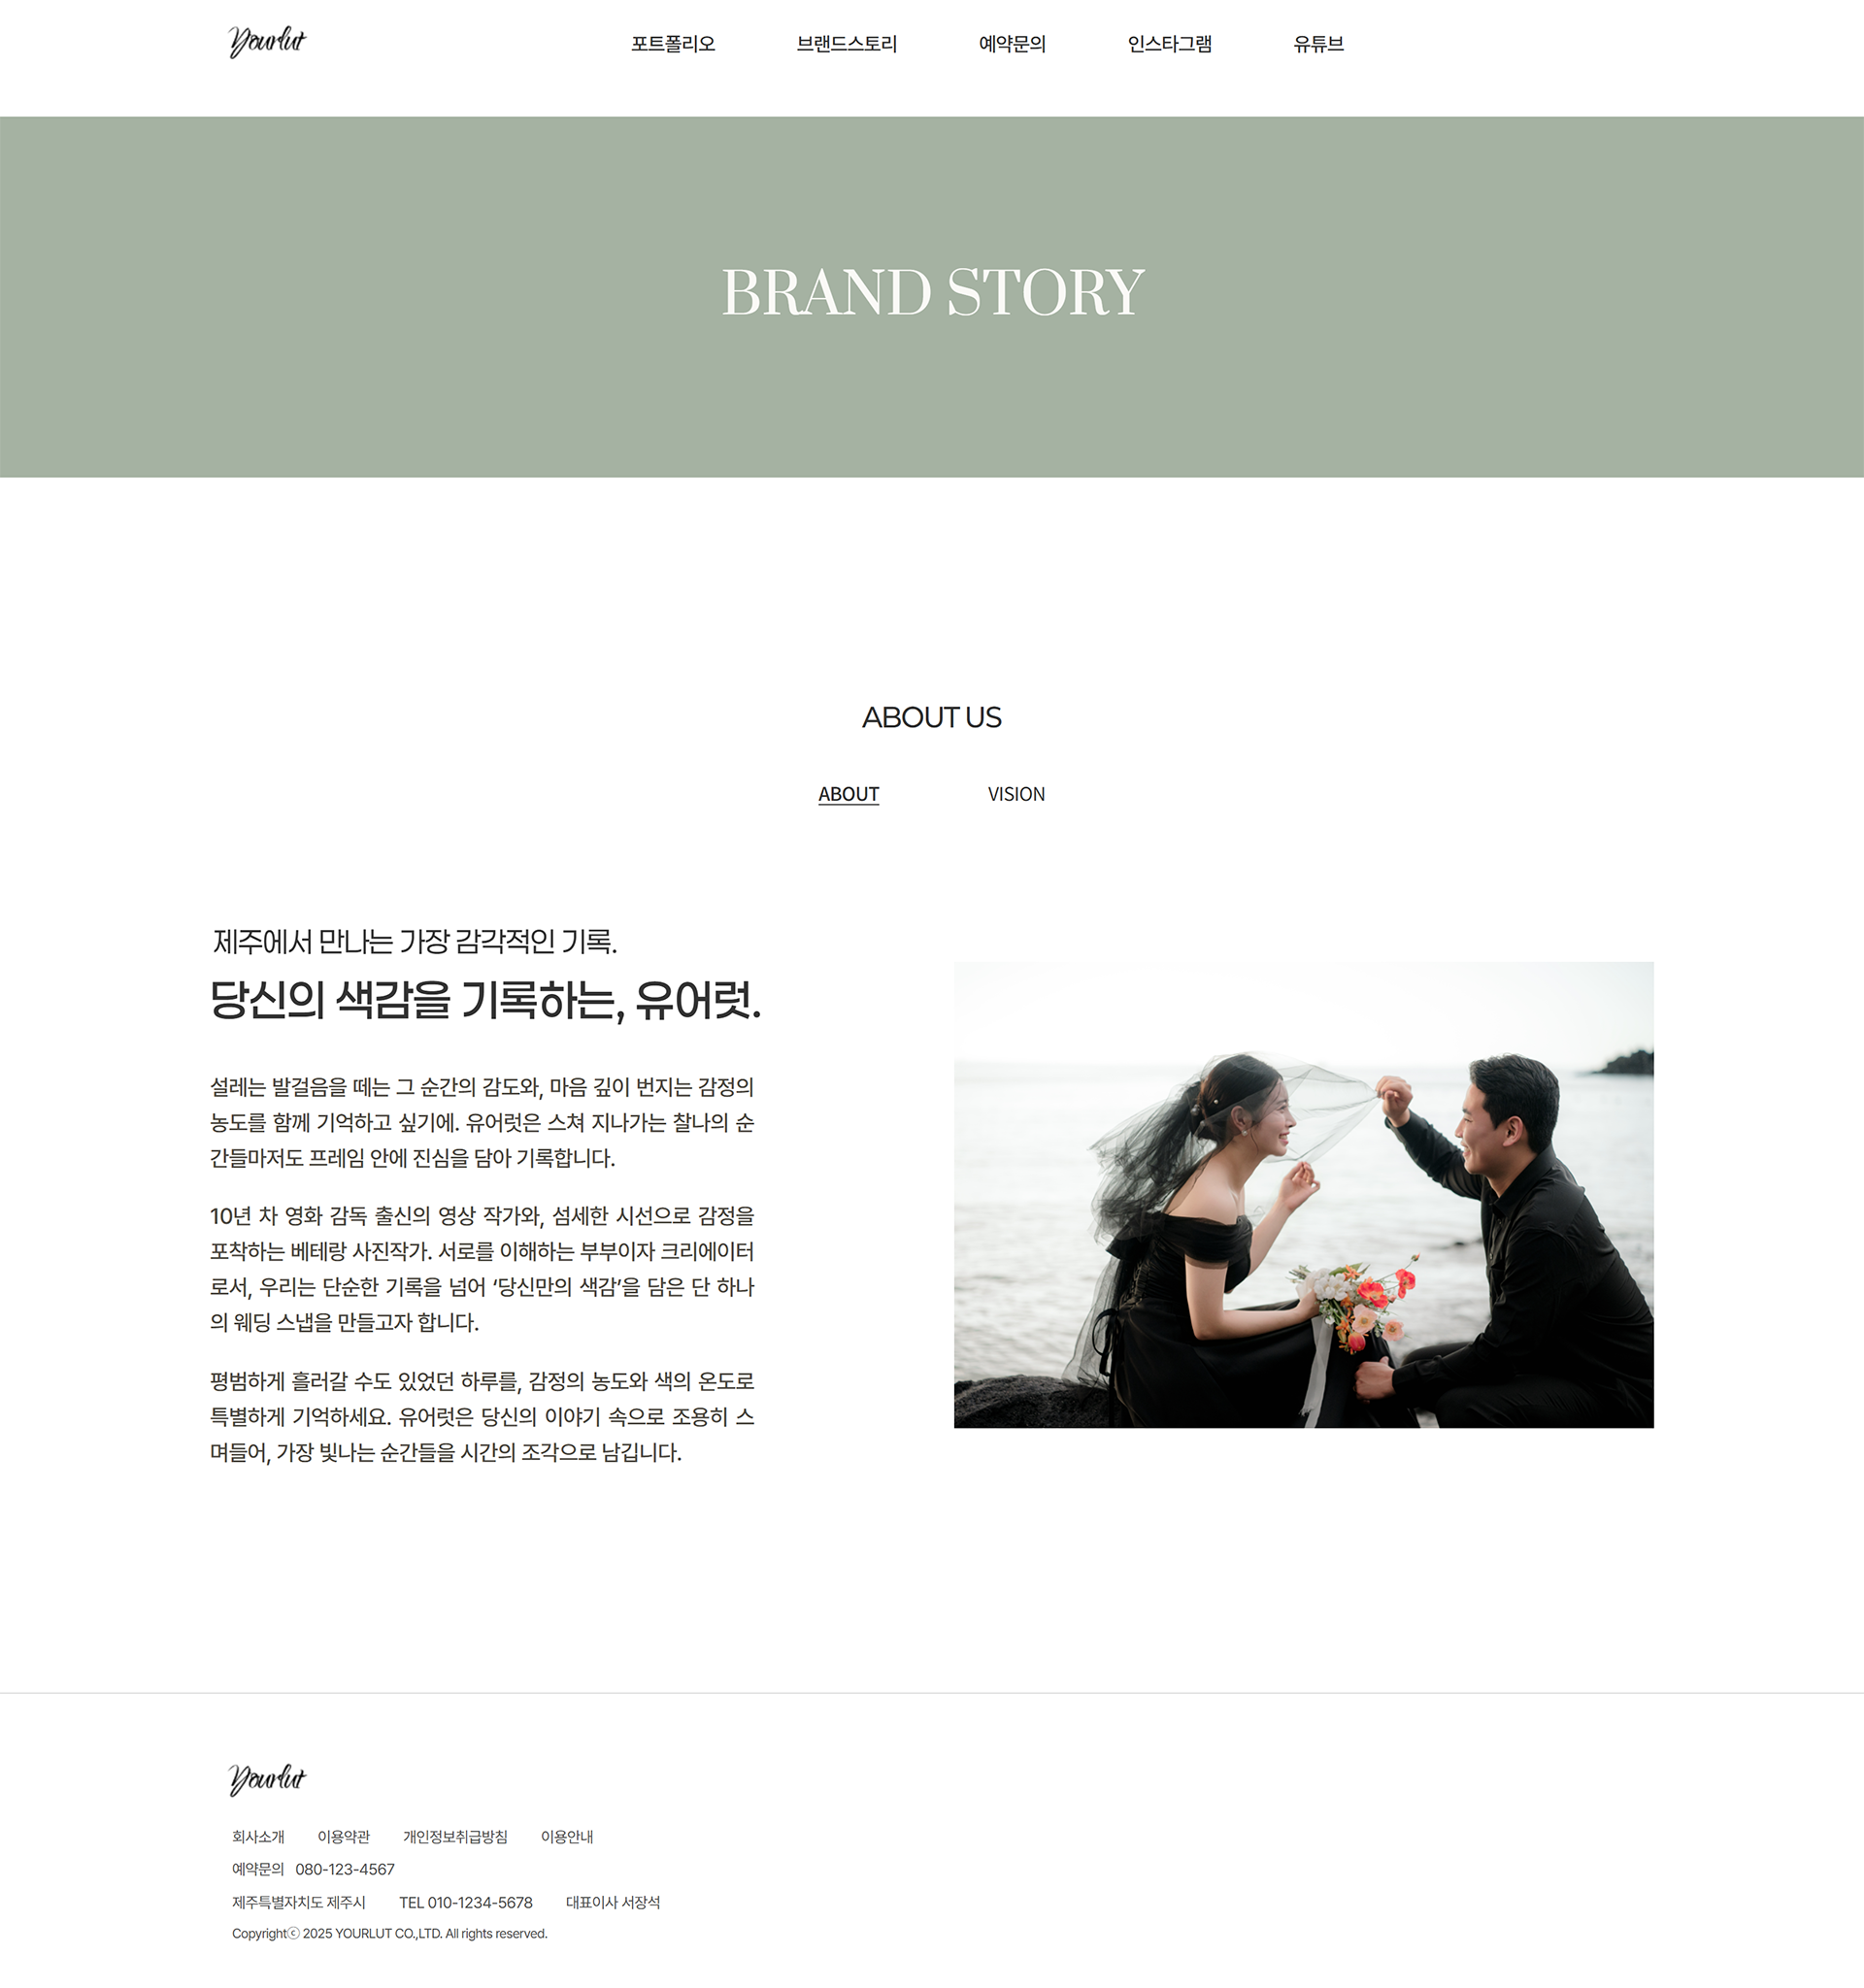 Yourlut
포트폴리오 브랜드스토리 예약문의 인스타그램 유튜브
BRAND STORY
ABOUT US
ABOUT VISION
제주에서 만나는 가장 감각적인 기록.
당신의 색감을 기록하는, 유어럿.
설레는 발걸음을 떼는 그 순간의 감도와, 마음 깊이 번지는 감정의
농도를 함께 기억하고 싶기에. 유어럿은 스쳐 지나가는 찰나의 순
간들마저도 프레임 안에 진심을 담아 기록합니다.
10년 차 영화 감독 출신의 영상 작가와, 섬세한 시선으로 감정을
포착하는 베테랑 사진작가. 서로를 이해하는 부부이자 크리에이터
로서, 우리는 단순한 기록을 넘어 ‘당신만의 색감’을 담은 단 하나
의 웨딩 스냅을 만들고자 합니다.
평범하게 흘러갈 수도 있었던 하루를, 감정의 농도와 색의 온도로
특별하게 기억하세요. 유어럿은 당신의 이야기 속으로 조용히 스
며들어, 가장 빛나는 순간들을 시간의 조각으로 남깁니다.
Yourlut
회사소개 이용약관 개인정보취급방침 이용안내
예약문의 080-123-4567
제주특별자치도 제주시 TEL 010-1234-5678 대표이사 서장석
Copyrightⓒ 2025 YOURLUT CO.,LTD. All rights reserved.